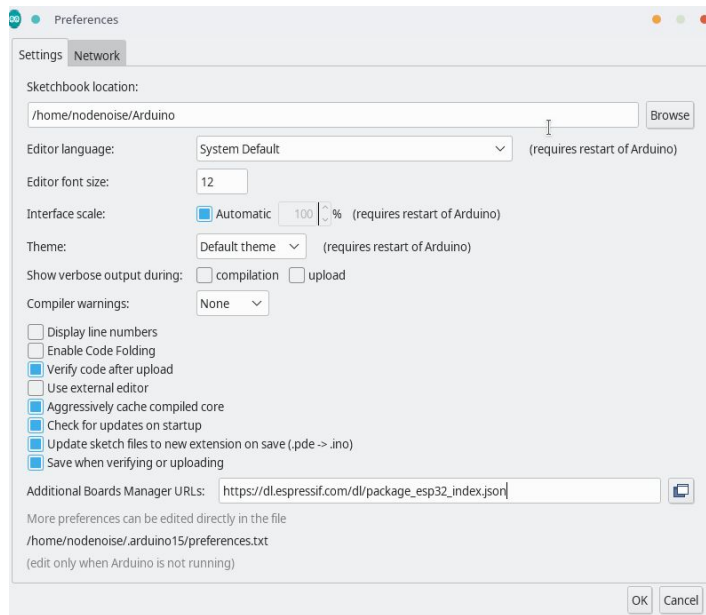 Preferences
Settings Network
Sketchbook location:
/home/nodenoise/Arduino Browse
Editor language: System Default (requires restart of Arduino)
Editor font size: 12
Interface scale: Automatic 100 % (requires restart of Arduino)
Theme: Default theme (requires restart of Arduino)
Show verbose output during: compilation upload
Compiler warnings: None
Display line numbers
Enable Code Folding
Verify code after upload
Use external editor
Aggressively cache compiled core
Check for updates on startup
Update sketch files to new extension on save (.pde -> .ino)
Save when verifying or uploading
Additional Boards Manager URLs: https://dl.espressif.com/dl/package_esp32_index.json
More preferences can be edited directly in the file
/home/nodenoise/.arduino15/preferences.txt
(edit only when Arduino is not running)
OK Cancel